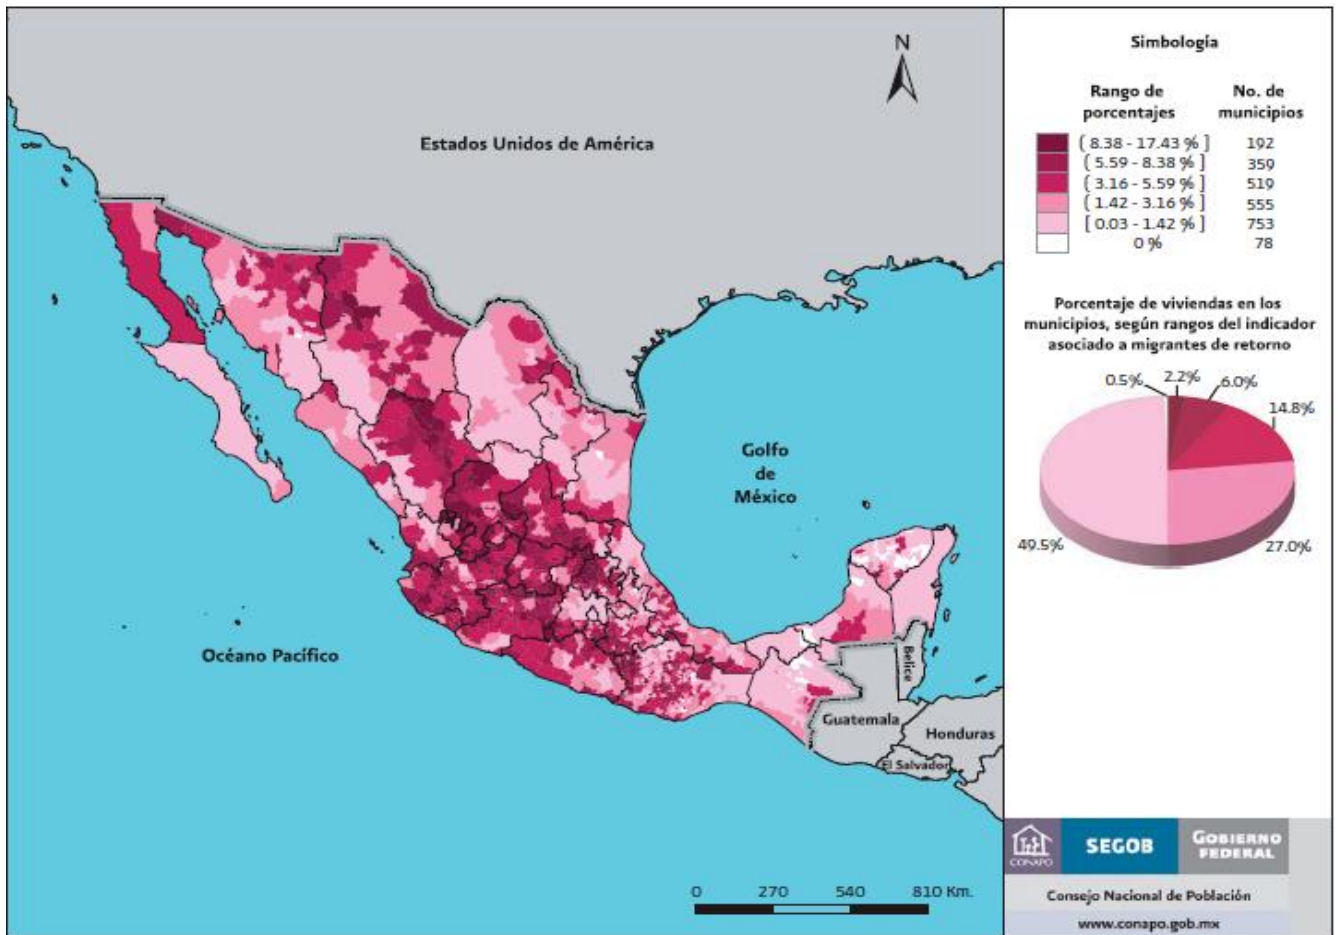 N
Estados Unidos de América
Golfo
de
México
Océano Pacífico
Belice
Guatemala
Honduras
El Salvador
0 270 540 810 Km.
Simbología
Rango de porcentajes No. de municipios
( 8.38 - 17.43 % ] 192
( 5.59 - 8.38 % ] 359
( 3.16 - 5.59 % ] 519
( 1.42 - 3.16 % ] 555
[ 0.03 - 1.42 % ] 753
0 % 78
Porcentaje de viviendas en los
municipios, según rangos del indicador
asociado a migrantes de retorno
0.5% 2.2% 6.0%
14.8%
49.5% 27.0%
CONAPO
SEGOB
GOBIERNO
FEDERAL
Consejo Nacional de Población
www.conapo.gob.mx